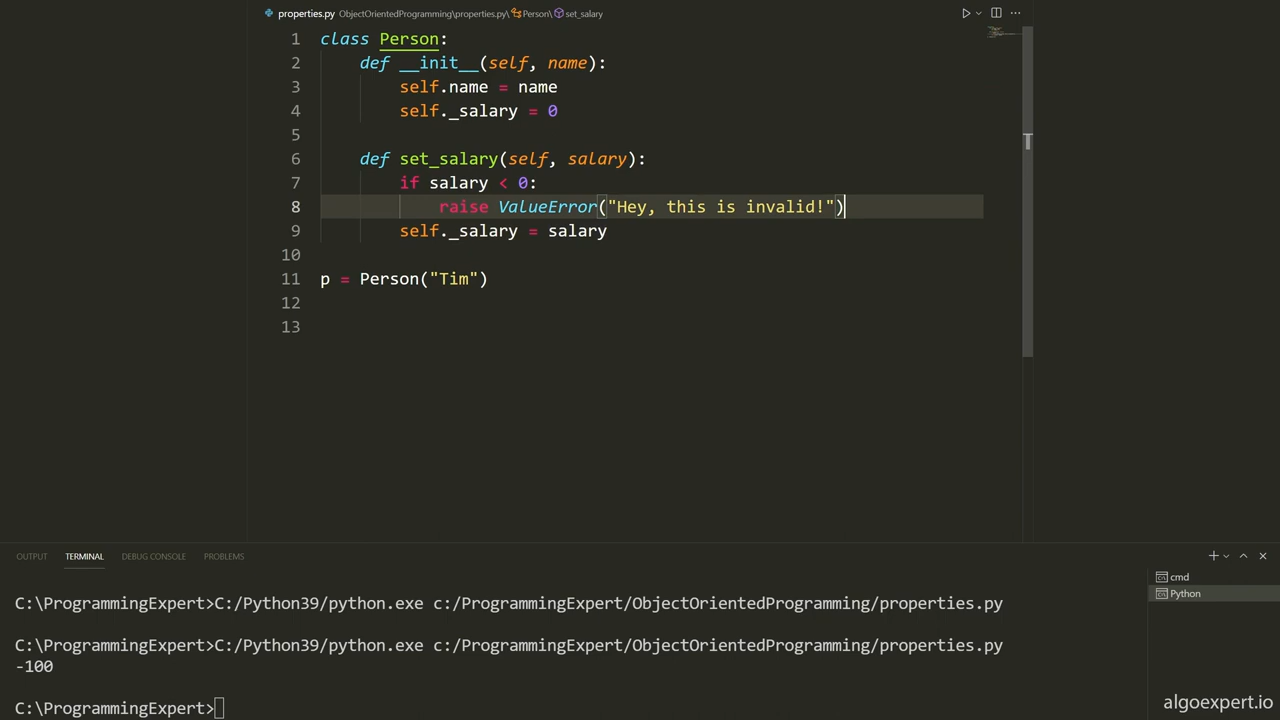 properties.py ObjectOrientedProgramming\properties.py\Person\set_salary
1 class Person:
2     def __init__(self, name):
3         self.name = name
4         self._salary = 0
5
6     def set_salary(self, salary):
7         if salary < 0:
8             raise ValueError("Hey, this is invalid!")
9         self._salary = salary
10
11 p = Person("Tim")
12
13
OUTPUT TERMINAL DEBUG CONSOLE PROBLEMS
cmd
Python
C:\ProgrammingExpert>C:/Python39/python.exe c:/ProgrammingExpert/ObjectOrientedProgramming/properties.py
C:\ProgrammingExpert>C:/Python39/python.exe c:/ProgrammingExpert/ObjectOrientedProgramming/properties.py
-100
C:\ProgrammingExpert>
algoexpert.io